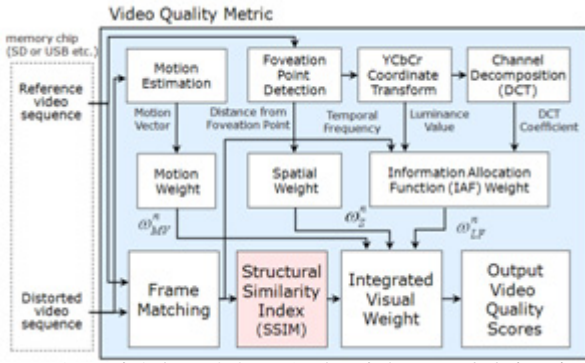 Video Quality Metric
memory chip
(SD or USB etc.)
Reference
video
sequence
Distorted
video
sequence
Motion
Estimation
Foveation
Point
Detection
YCbCr
Coordinate
Transform
Channel
Decomposition
(DCT)
Motion
Vector
Distance from
Foveation Point
Temporal
Frequency
Luminance
Value
DCT
Coefficient
Motion
Weight
Spatial
Weight
Information Allocation
Function (IAF) Weight
ω^n_MV
ω^n_S
ω^n_LF
Frame
Matching
Structural
Similarity
Index
(SSIM)
Integrated
Visual
Weight
Output
Video
Quality
Scores